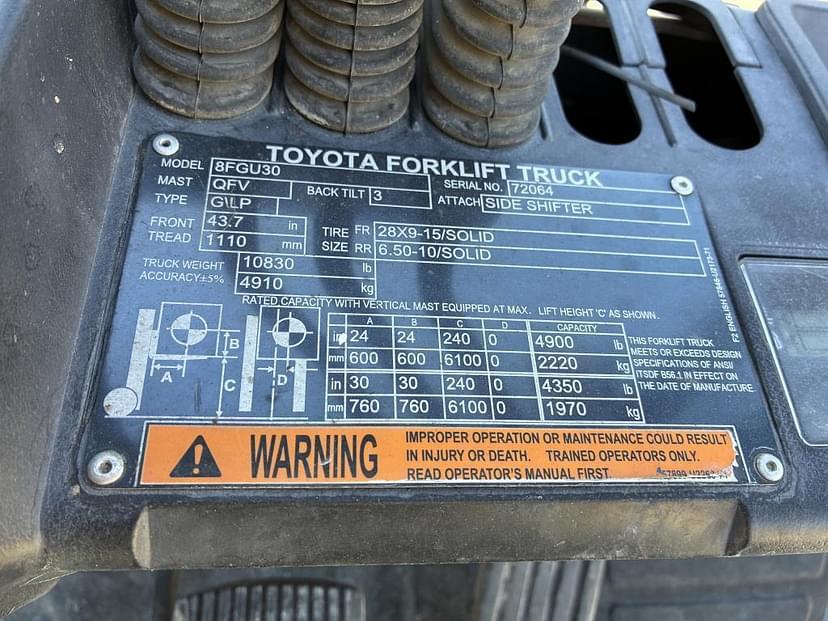 TOYOTA FORKLIFT TRUCK
MODEL 8FGU30 SERIAL NO. 72064
MAST QFV BACK TILT 3 ATTACH SIDE SHIFTER
TYPE G\LP
FRONT TREAD 43.7 in TIRE SIZE FR 28X9-15/SOLID
1110 mm RR 6.50-10/SOLID
TRUCK WEIGHT 10830 lb
ACCURACY±5% 4910 kg
RATED CAPACITY WITH VERTICAL MAST EQUIPPED AT MAX. LIFT HEIGHT 'C' AS SHOWN.
A B C D
A B C D CAPACITY
in 24 24 240 0 4900 lb
mm 600 600 6100 0 2220 kg
in 30 30 240 0 4350 lb
mm 760 760 6100 0 1970 kg
THIS FORKLIFT TRUCK
MEETS OR EXCEEDS DESIGN
SPECIFICATIONS OF ANSI/
ITSDF B56.1 IN EFFECT ON
THE DATE OF MANUFACTURE.
F2 ENGLISH
WARNING
IMPROPER OPERATION OR MAINTENANCE COULD RESULT
IN INJURY OR DEATH. TRAINED OPERATORS ONLY.
READ OPERATOR'S MANUAL FIRST.